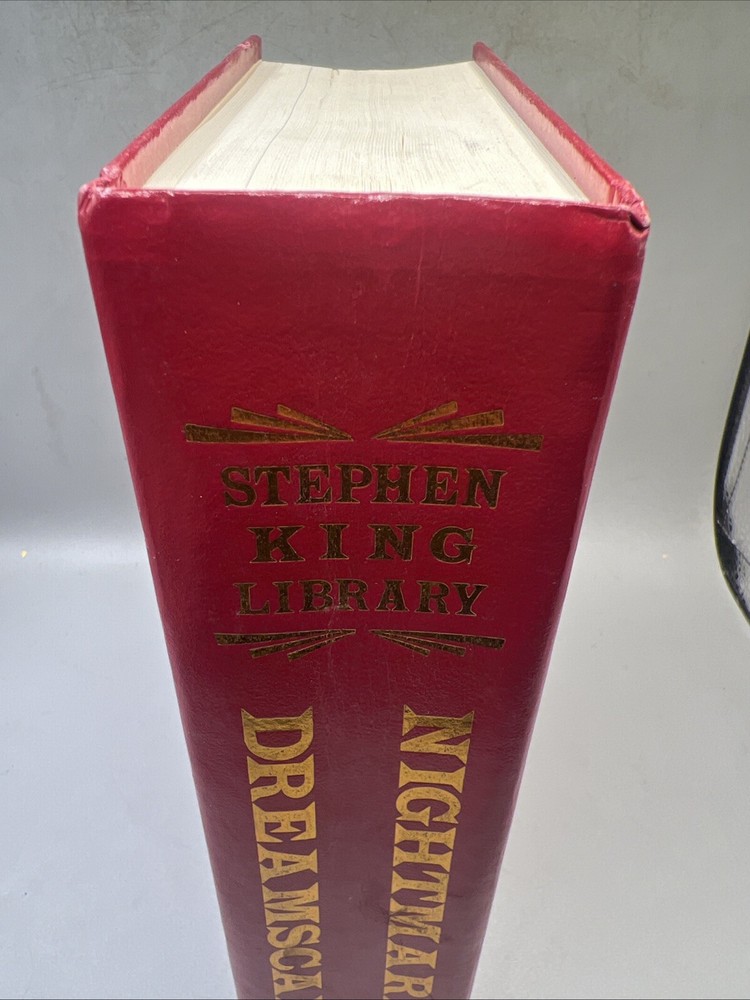 STEPHEN
KING
LIBRARY
NIGHTMAR
DREAMSCA